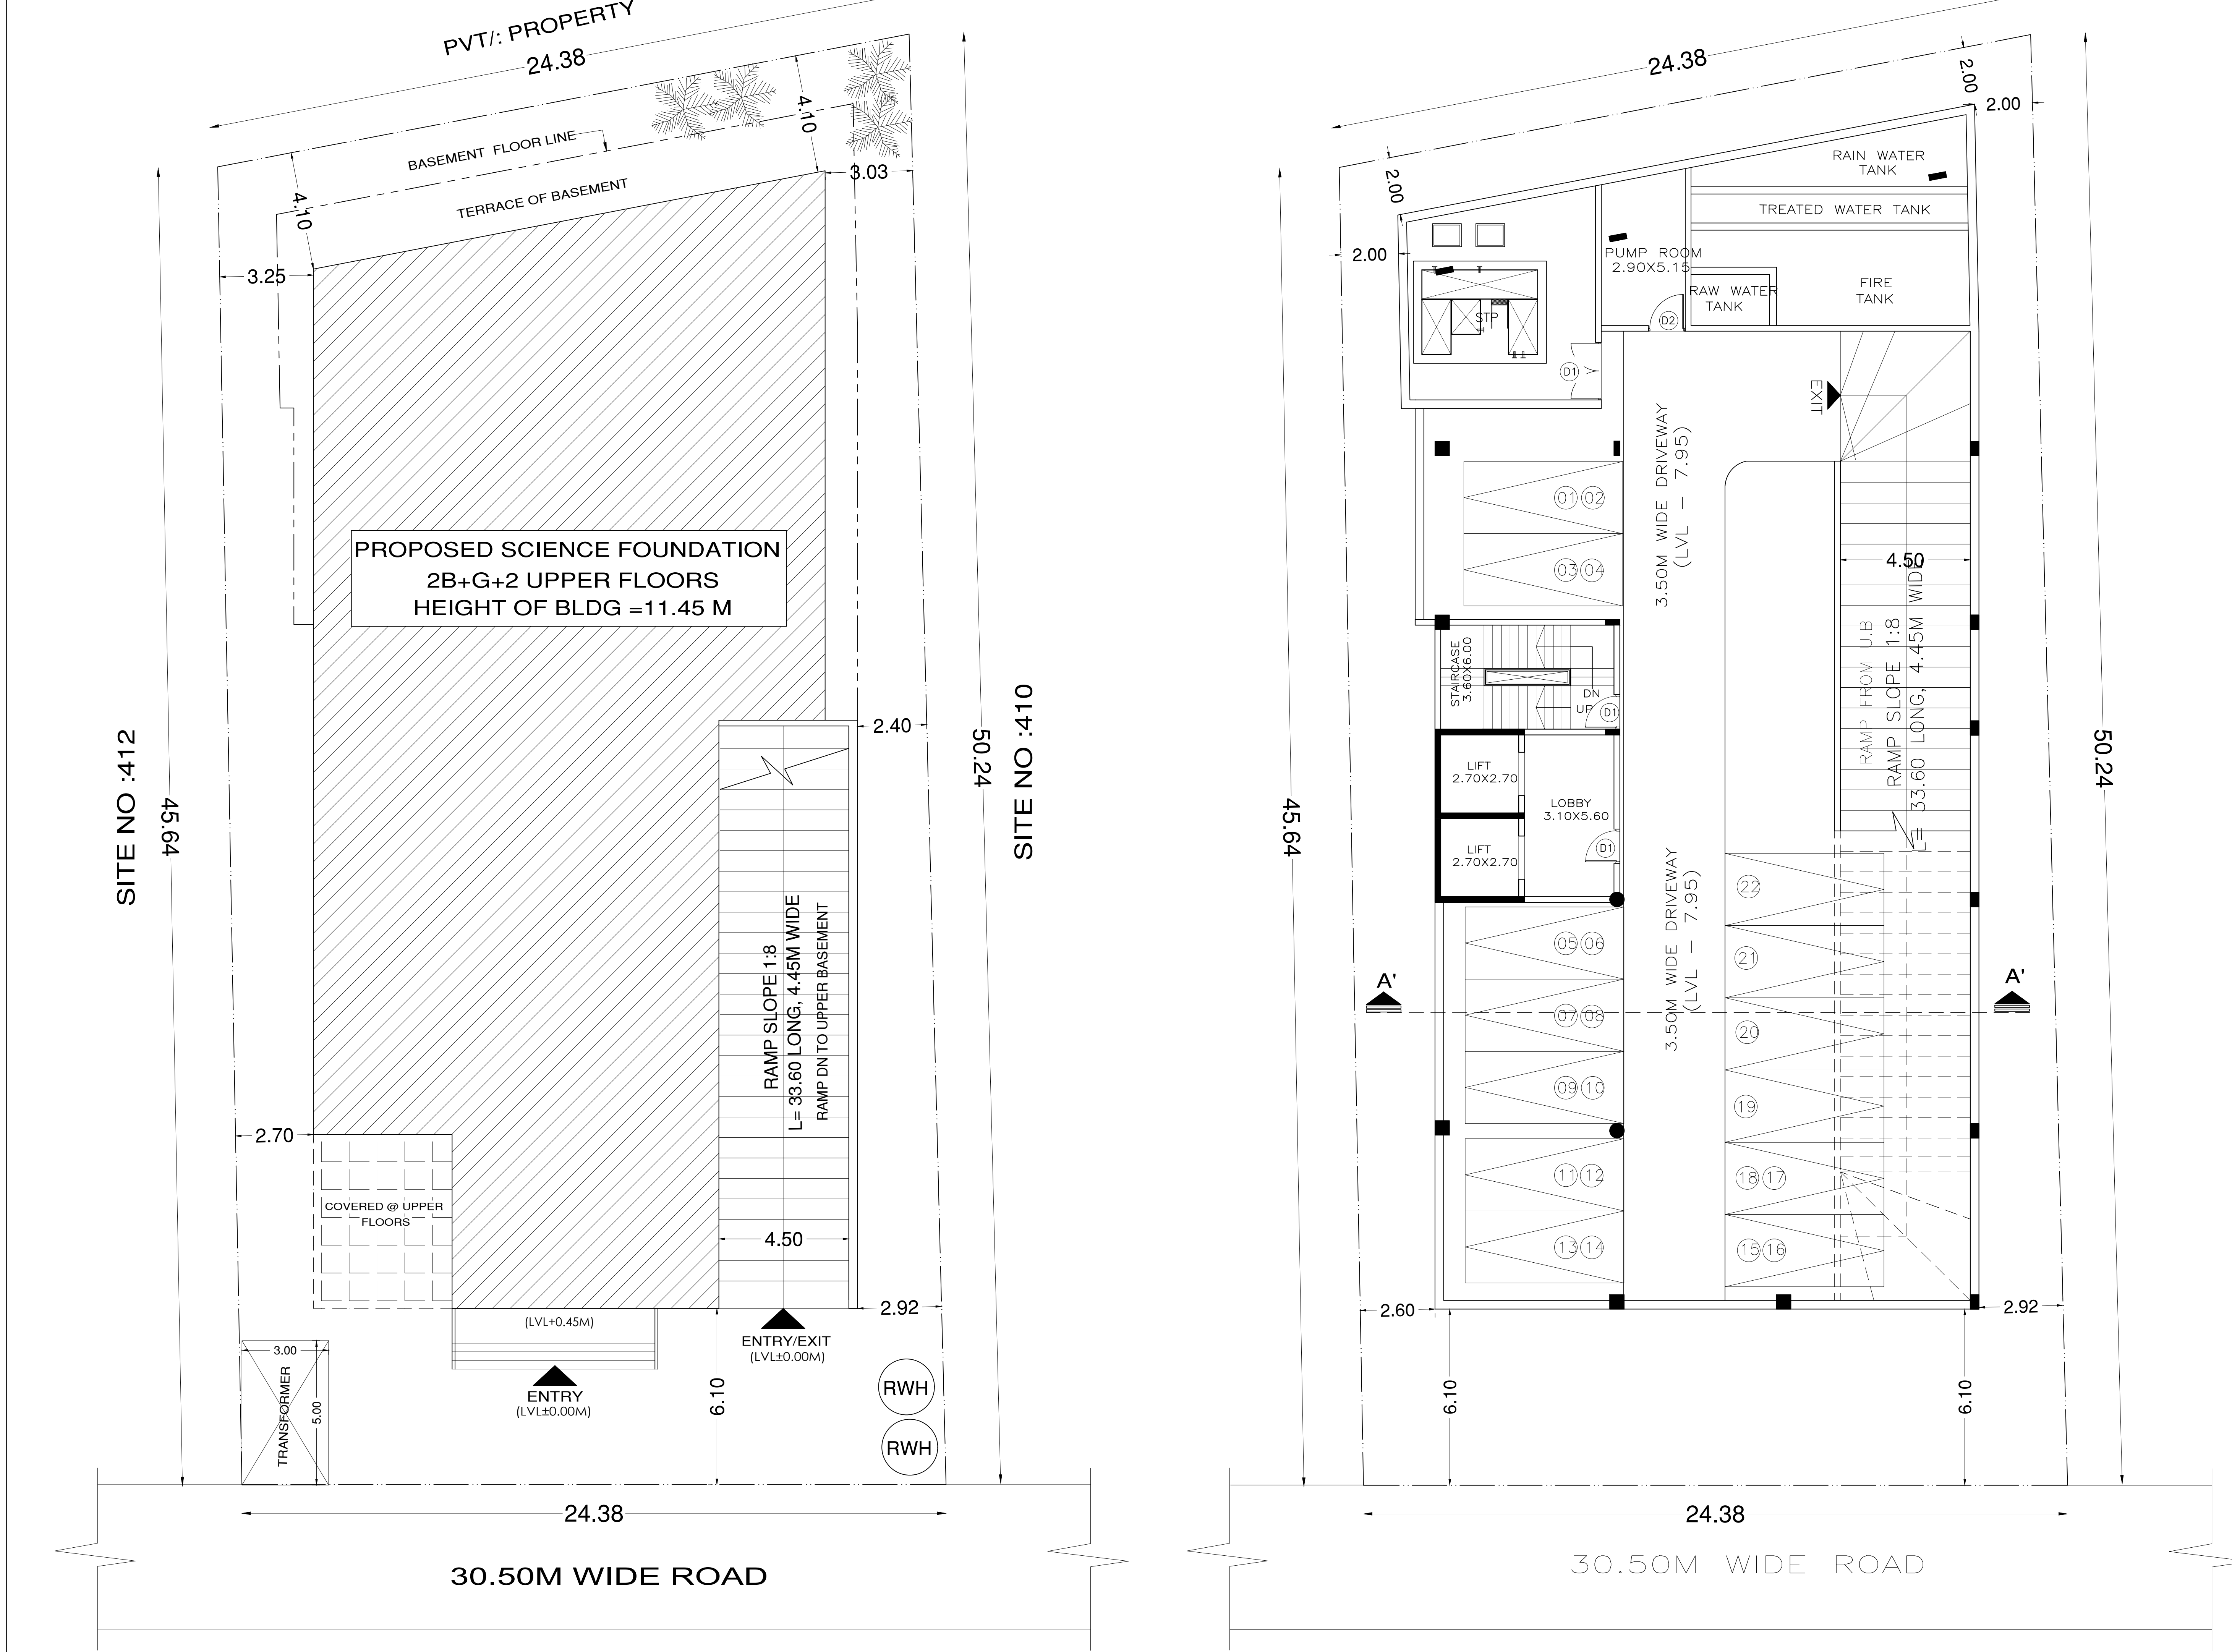 PVT/: PROPERTY
24.38
BASEMENT FLOOR LINE
TERRACE OF BASEMENT
4.10
4.10
3.03
3.25
PROPOSED SCIENCE FOUNDATION
2B+G+2 UPPER FLOORS
HEIGHT OF BLDG =11.45 M
SITE NO :412
45.64
2.40
50.24
SITE NO :410
RAMP SLOPE 1:8
L= 33.60 LONG, 4.45M WIDE
RAMP DN TO UPPER BASEMENT
2.70
COVERED @ UPPER
FLOORS
4.50
2.92
(LVL+0.45M)
ENTRY/EXIT
(LVL±0.00M)
ENTRY
(LVL±0.00M)
6.10
3.00
TRANSFORMER
5.00
RWH
RWH
24.38
30.50M WIDE ROAD
24.38
2.00
2.00
2.00
2.00
RAIN WATER
TANK
TREATED WATER TANK
PUMP ROOM
2.90X5.15
RAW WATER
TANK
FIRE
TANK
STP
D2
D1
EXIT
3.50M WIDE DRIVEWAY
(LVL - 7.95)
01 02
03 04
4.50
RAMP FROM U.B
RAMP SLOPE 1:8
L= 33.60 LONG, 4.45M WIDE
STAIRCASE
3.60X6.00
DN
UP
D1
LIFT
2.70X2.70
LOBBY
3.10X5.60
LIFT
2.70X2.70
D1
45.64
50.24
3.50M WIDE DRIVEWAY
(LVL - 7.95)
22
05 06
21
A'
A'
07 08
20
09 10
19
11 12
18 17
13 14
15 16
2.60
2.92
6.10
6.10
24.38
30.50M WIDE ROAD